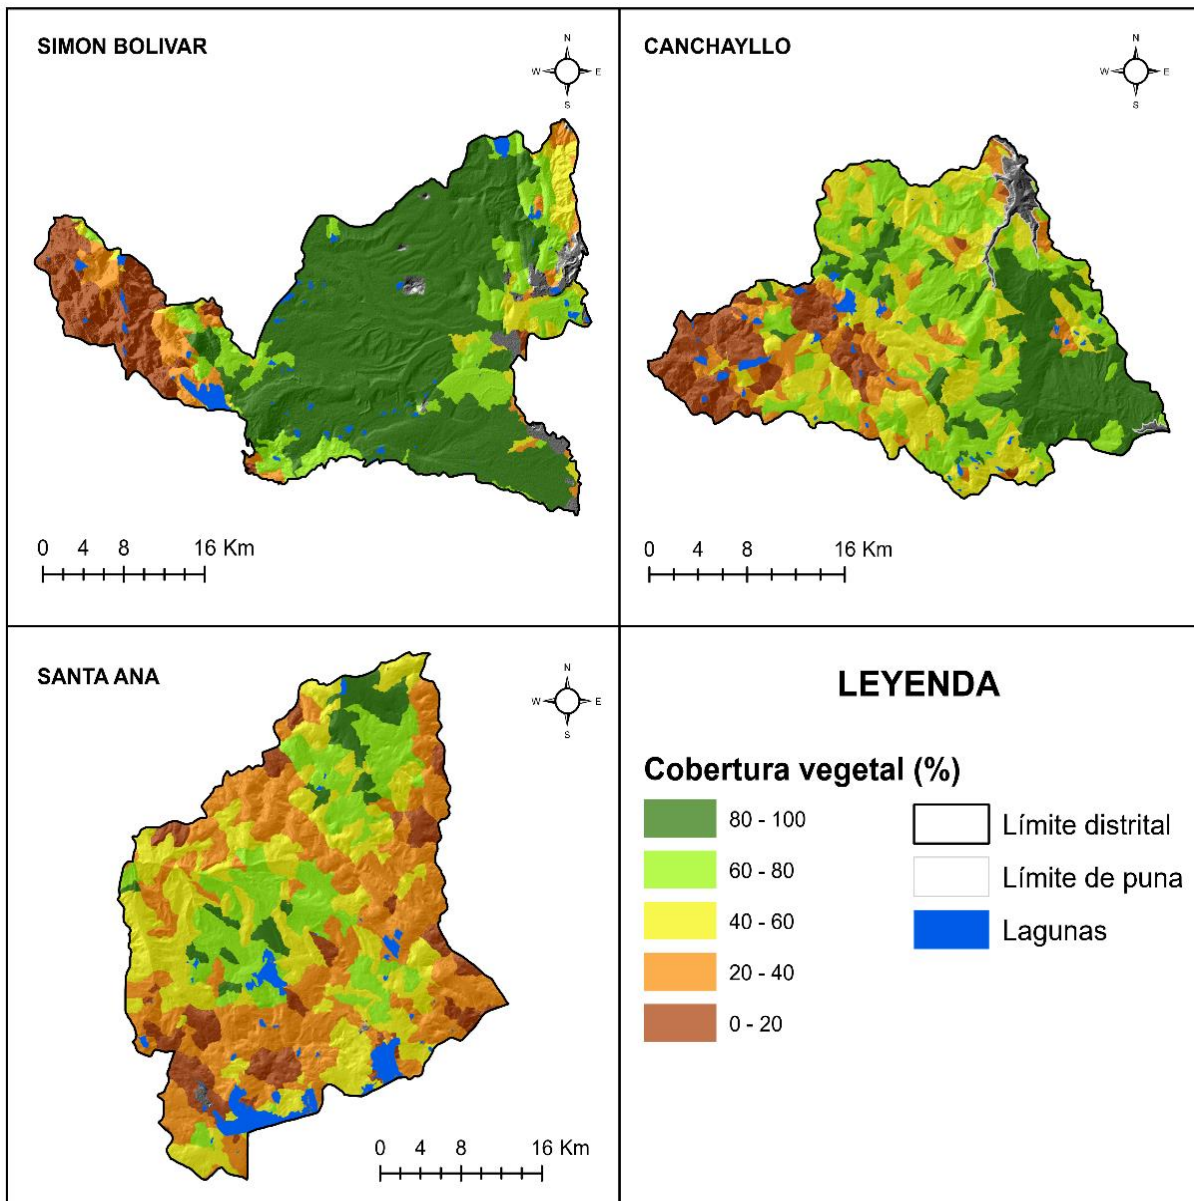 SIMON BOLIVAR
N
W E
S
0 4 8 16 Km
CANCHAYLLO
N
W E
S
0 4 8 16 Km
SANTA ANA
N
W E
S
0 4 8 16 Km
LEYENDA
Cobertura vegetal (%)
80 - 100
60 - 80
40 - 60
20 - 40
0 - 20
Límite distrital
Límite de puna
Lagunas